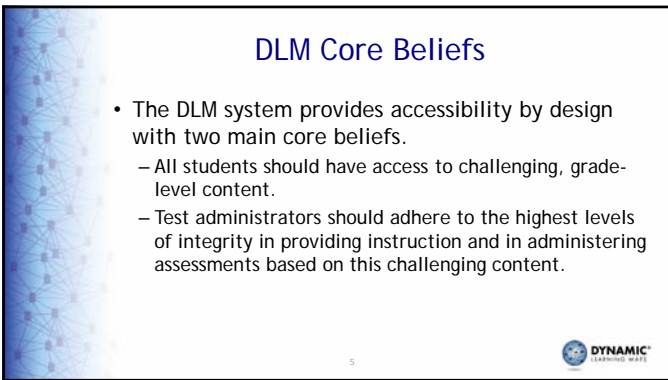 DLM Core Beliefs
• The DLM system provides accessibility by design
with two main core beliefs.
– All students should have access to challenging, grade-
level content.
– Test administrators should adhere to the highest levels
of integrity in providing instruction and in administering
assessments based on this challenging content.
5
DYNAMIC
LEARNING MAPS